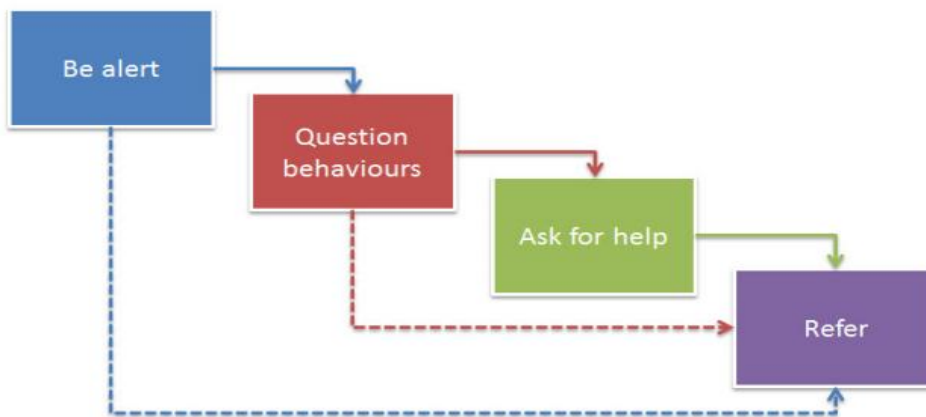 Be alert
Question
behaviours
Ask for help
Refer